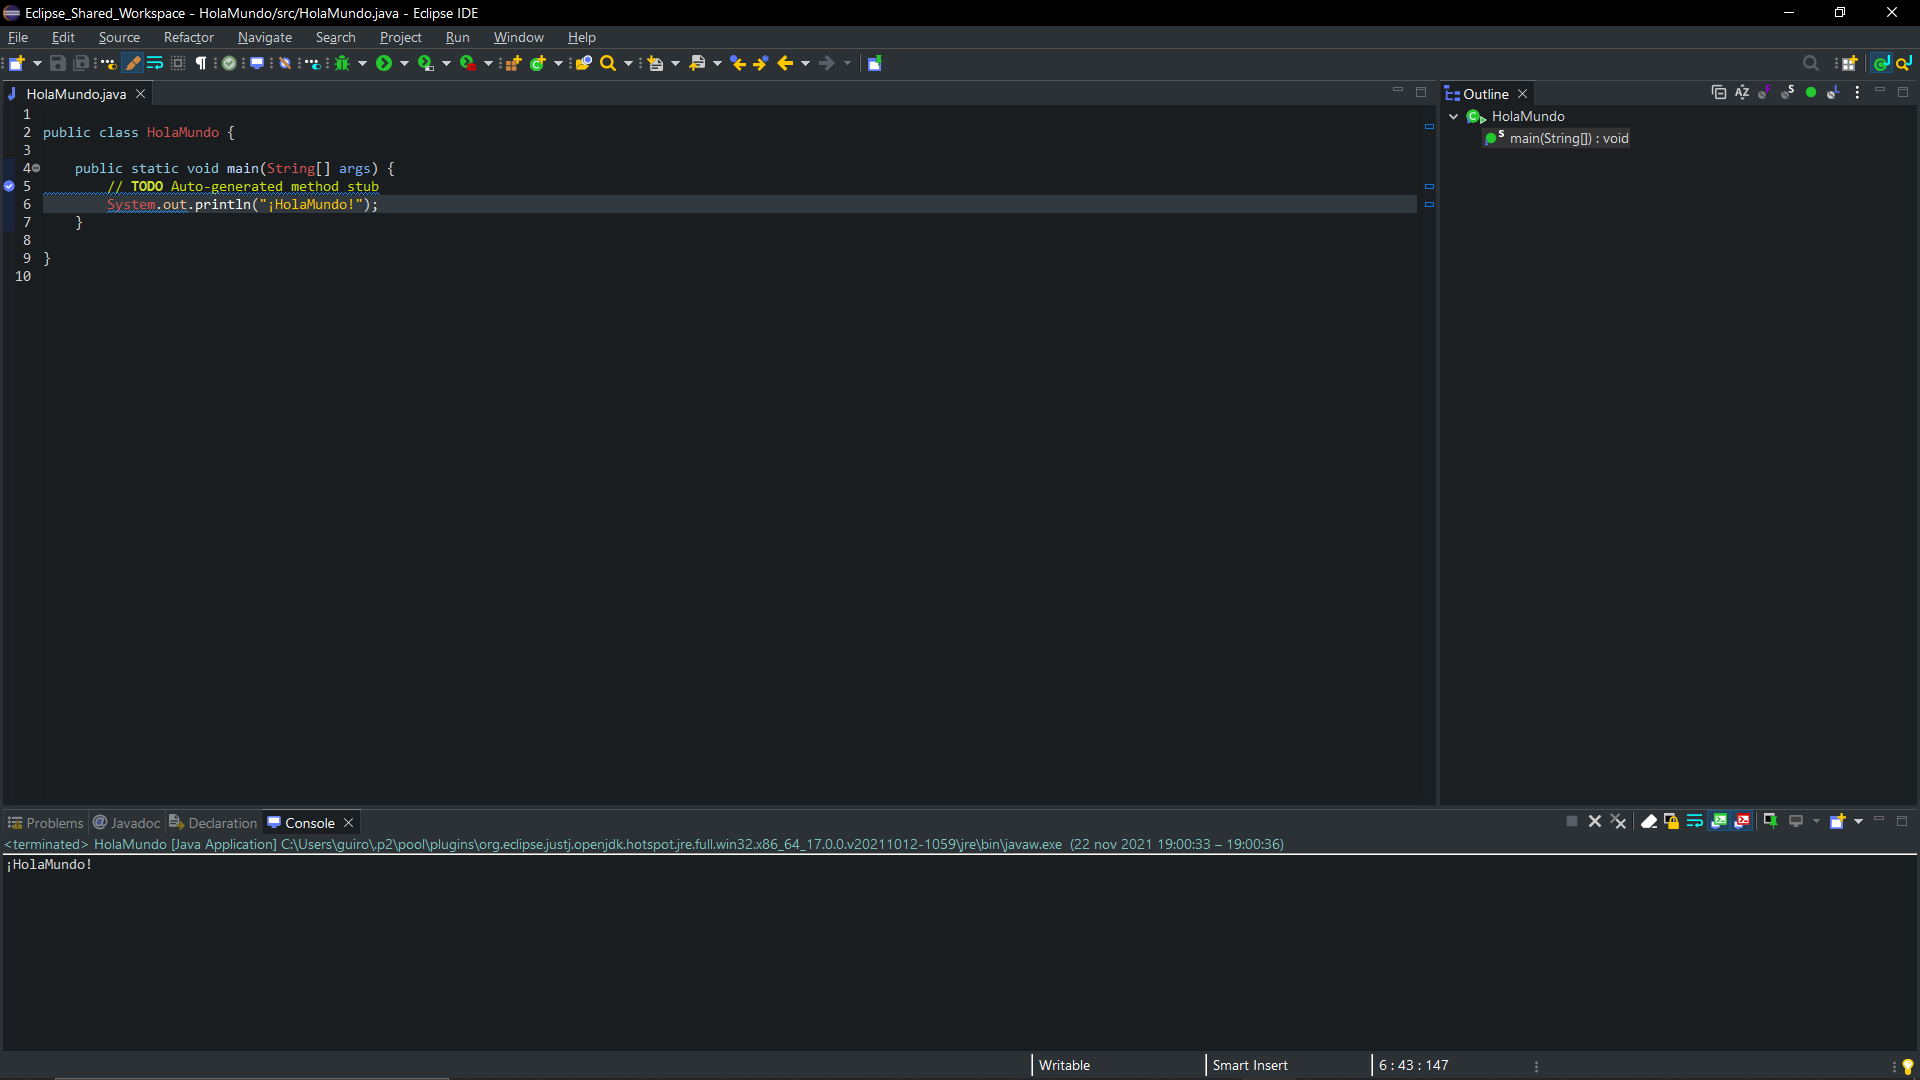 Eclipse_Shared_Workspace - HolaMundo/src/HolaMundo.java - Eclipse IDE
File Edit Source Refactor Navigate Search Project Run Window Help
HolaMundo.java
1
2 public class HolaMundo {
3
4 public static void main(String[] args) {
5 // TODO Auto-generated method stub
6 System.out.println("¡HolaMundo!");
7 }
8
9 }
10
Outline
HolaMundo
main(String[]) : void
Problems Javadoc Declaration Console
<terminated> HolaMundo [Java Application] C:\Users\guiro\.p2\pool\plugins\org.eclipse.justj.openjdk.hotspot.jre.full.win32.x86_64_17.0.0.v20211012-1059\jre\bin\javaw.exe (22 nov 2021 19:00:33 – 19:00:36)
¡HolaMundo!
Writable Smart Insert 6 : 43 : 147